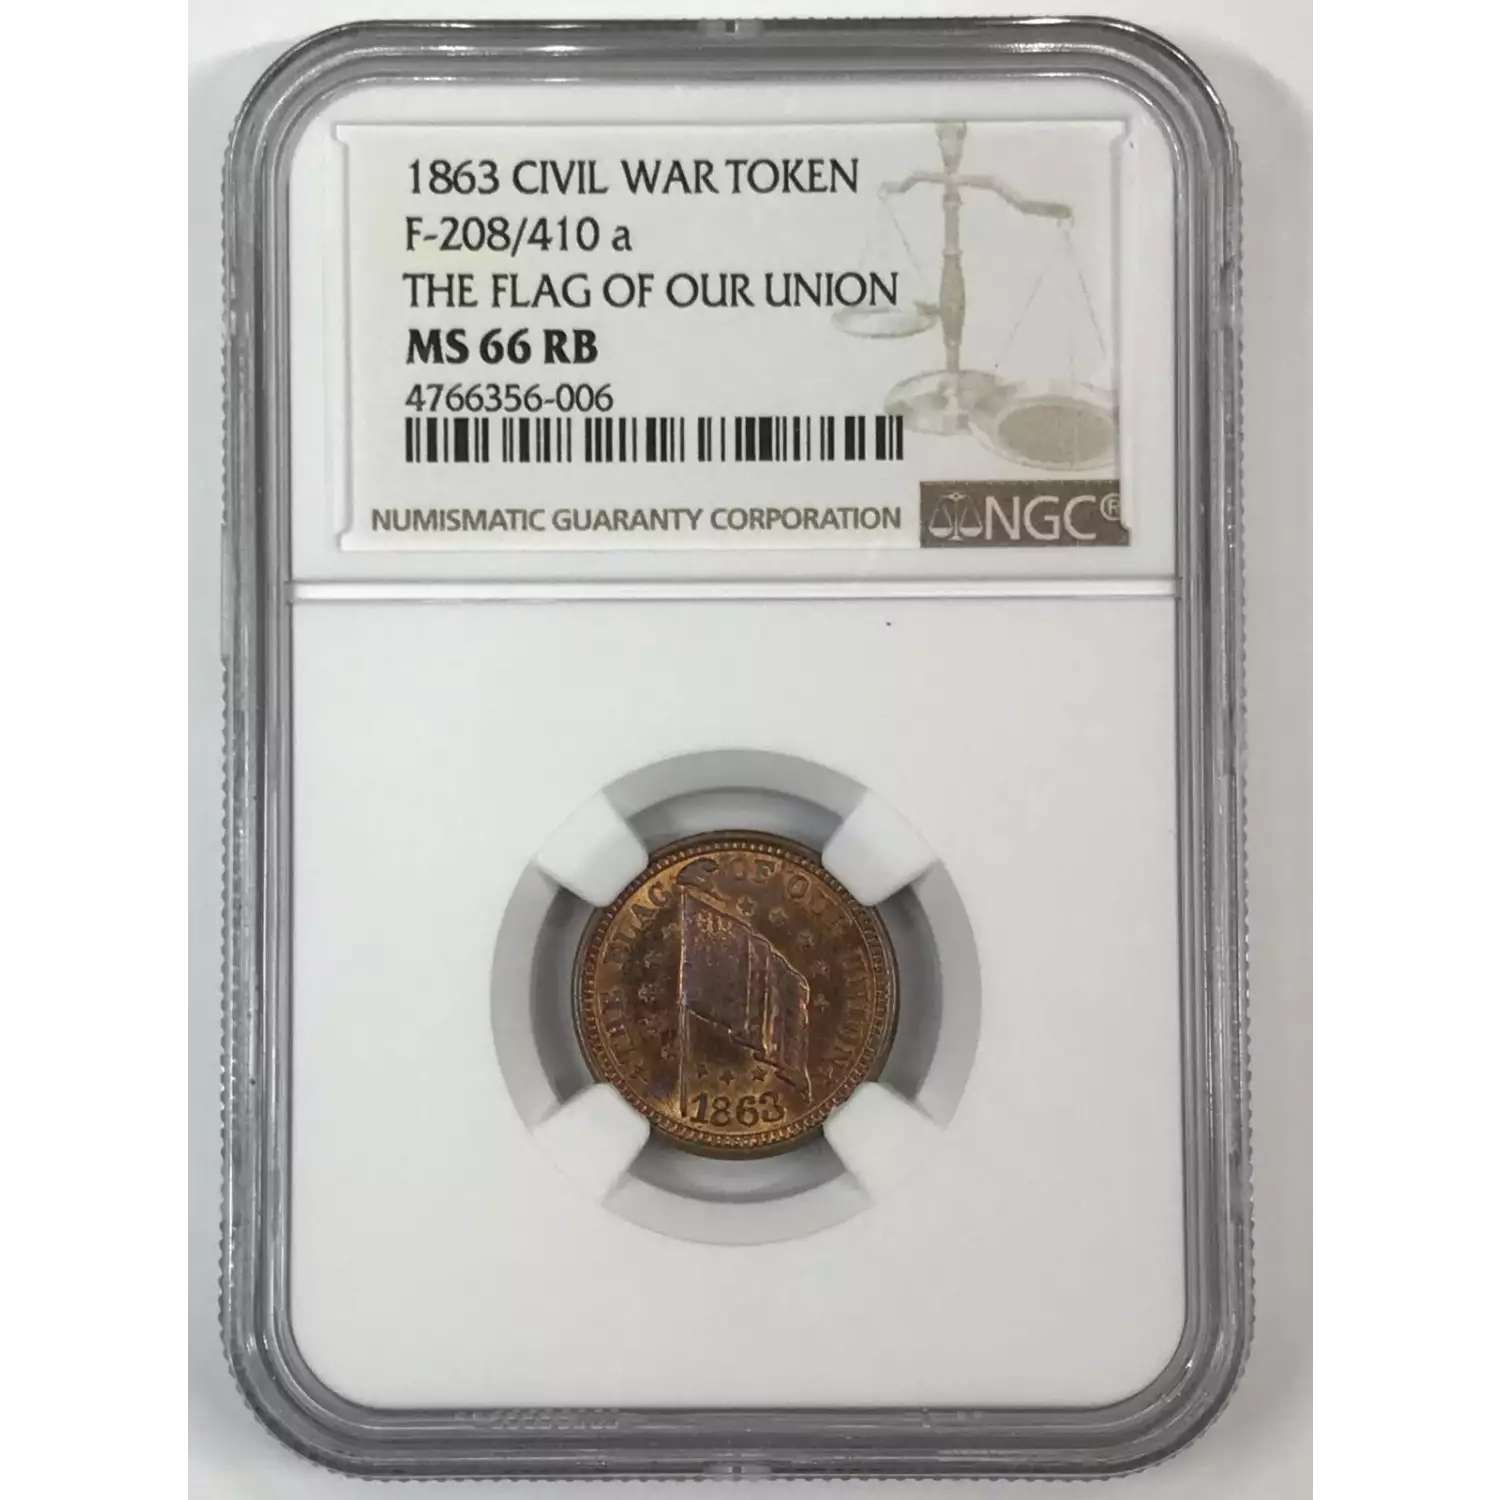 1863 CIVIL WAR TOKEN
F-208/410 a
THE FLAG OF OUR UNION
MS 66 RB
4766356-006
NUMISMATIC GUARANTY CORPORATION
NGC®
THE FLAG OF OUR UNION
1863